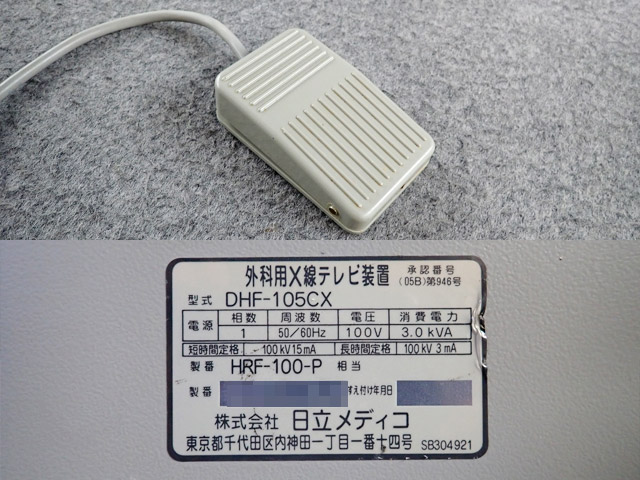 外科用X線テレビ装置 承認番号 (05B)第946号
型式 DHF-105CX
電源 相数 周波数 電圧 消費電力
1 50/60Hz 100V 3.0kVA
短時間定格 100kV 15mA 長時間定格 100kV 3mA
製番 HRF-100-P 相当
製番 すえ付け年月日
株式会社 日立メディコ
東京都千代田区内神田一丁目一番十四号 SB304921